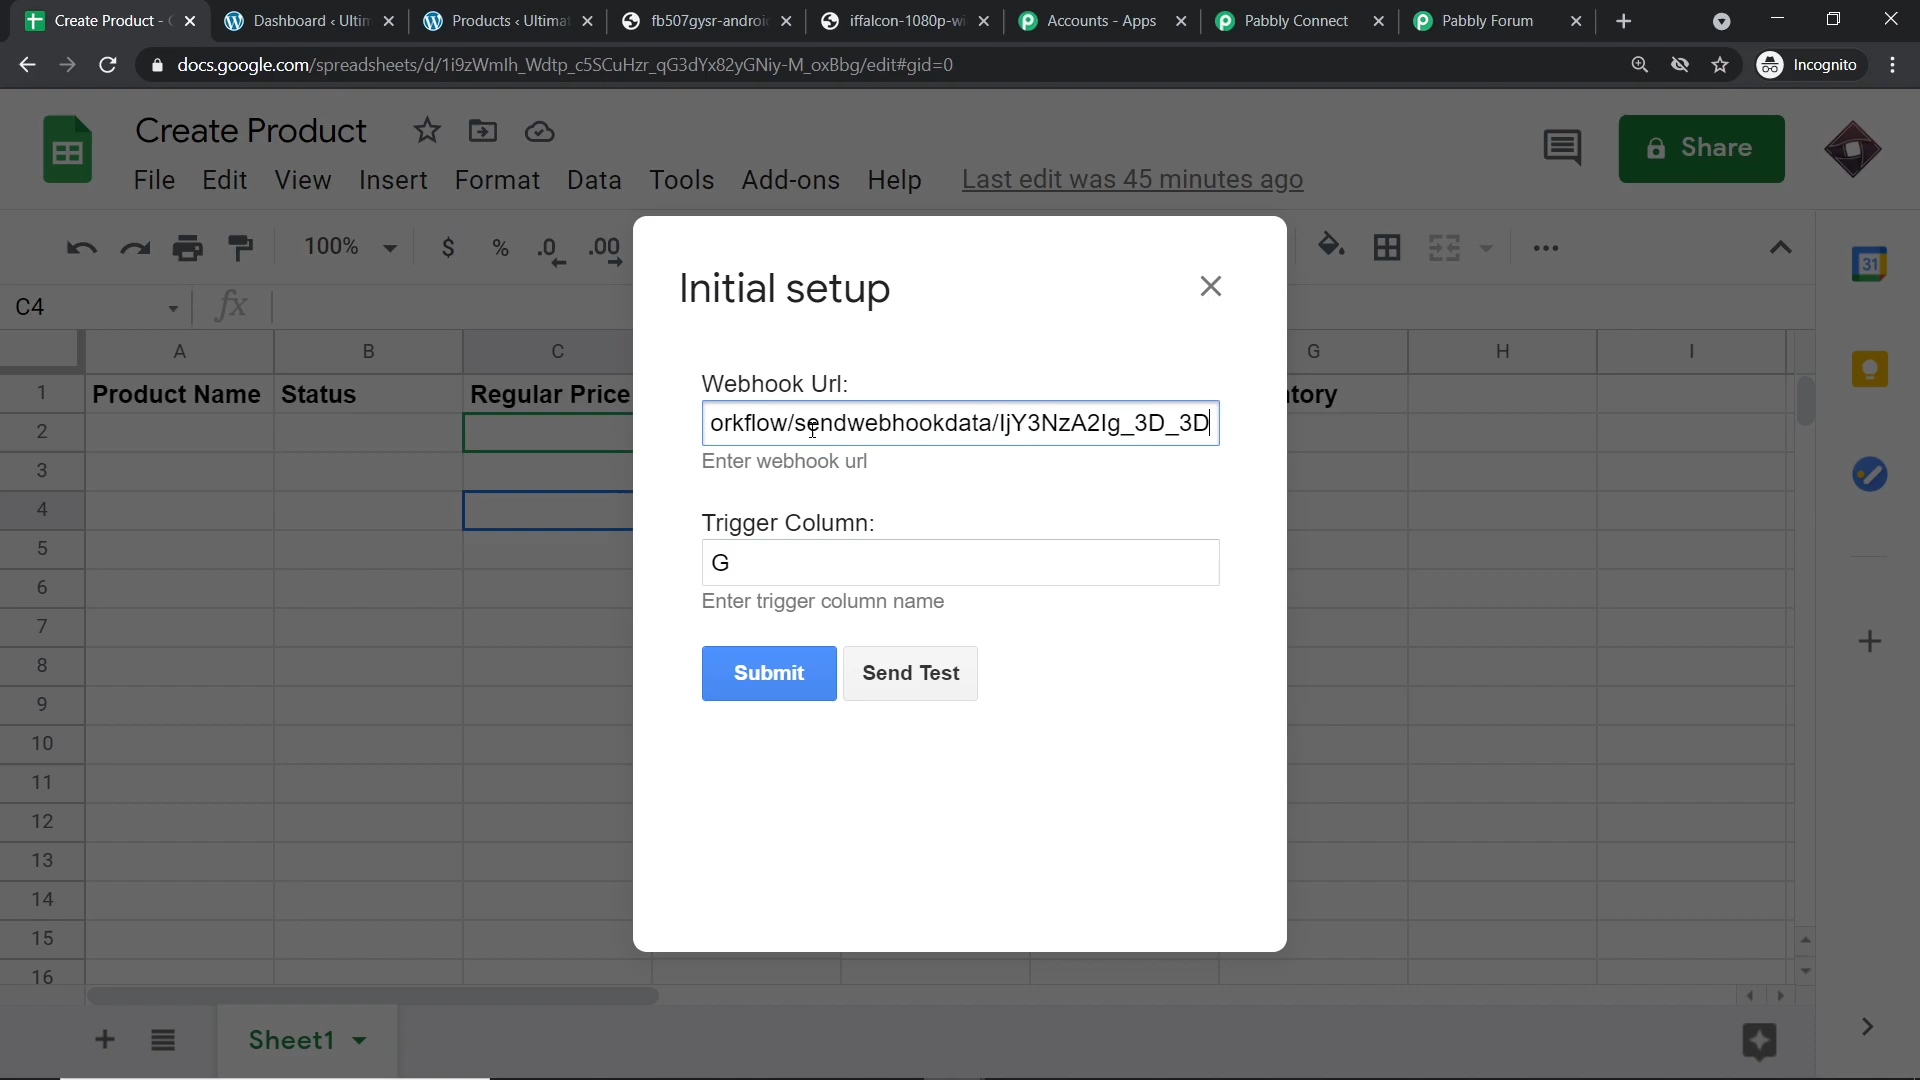 Create Product - 
Dashboard ‹ Ultim
Products ‹ Ultimat
fb507gysr-androi
iffalcon-1080p-wi
Accounts - Apps
Pabbly Connect
Pabbly Forum
docs.google.com/spreadsheets/d/1i9zWmlh_Wdtp_c5SCuHzr_qG3dYx82yGNiy-M_oxBbg/edit#gid=0
Incognito
Create Product
Share
File Edit View Insert Format Data Tools Add-ons Help Last edit was 45 minutes ago
100% $ % .0 .00
31
C4
fx
A B C G H I
1 Product Name Status Regular Price tory
2
3
4
5
6
7
8
9
10
11
12
13
14
15
16
Initial setup
Webhook Url:
orkflow/sendwebhookdata/IjY3NzA2Ig_3D_3D
Enter webhook url
Trigger Column:
G
Enter trigger column name
Submit Send Test
Sheet1